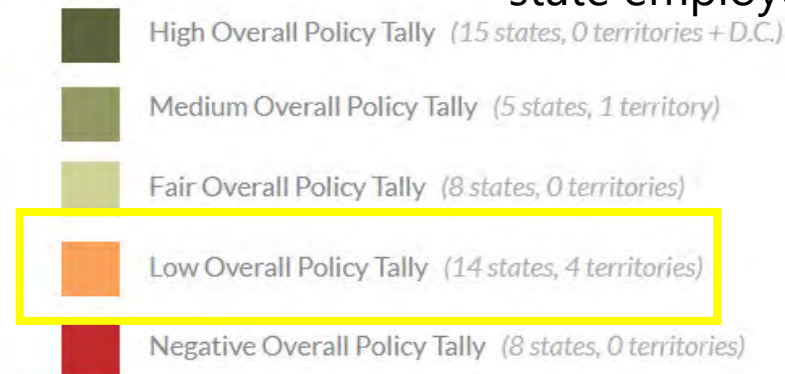 state employ
High Overall Policy Tally (15 states, 0 territories + D.C.)
Medium Overall Policy Tally (5 states, 1 territory)
Fair Overall Policy Tally (8 states, 0 territories)
Low Overall Policy Tally (14 states, 4 territories)
Negative Overall Policy Tally (8 states, 0 territories)